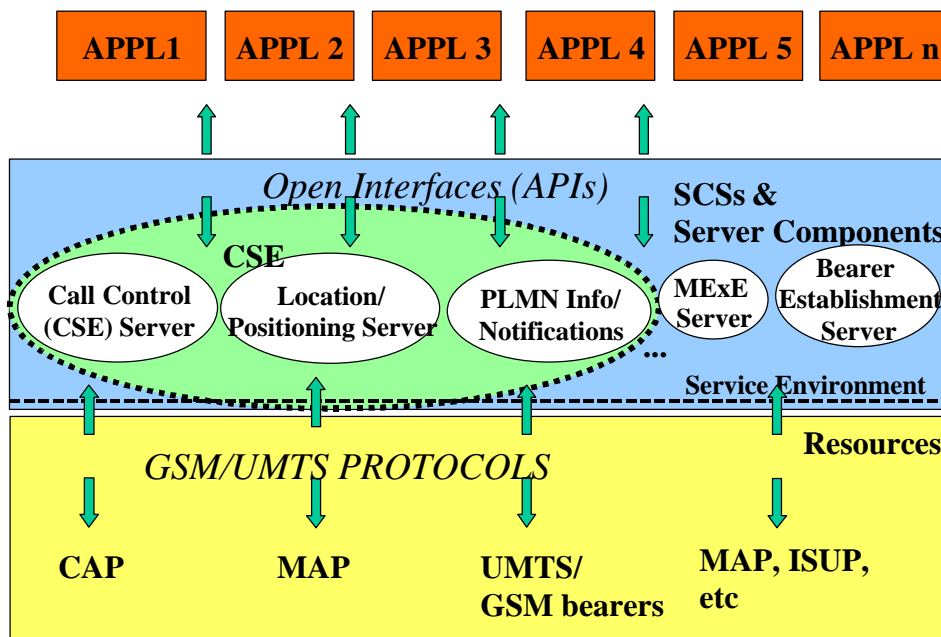 APPL1
APPL 2
APPL 3
APPL 4
APPL 5
APPL n
Open Interfaces (APIs)
SCSs &
Server Components
CSE
Call Control
(CSE) Server
Location/
Positioning Server
PLMN Info/
Notifications
MExE
Server
Bearer
Establishment
Server
...
Service Environment
Resources
GSM/UMTS PROTOCOLS
CAP
MAP
UMTS/
GSM bearers
MAP, ISUP,
etc